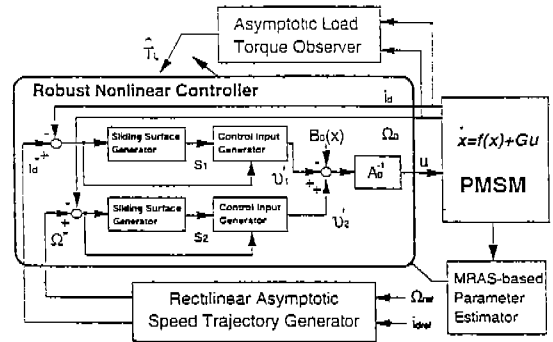 Asymptotic Load
Torque Observer
T̂L
Robust Nonlinear Controller
id
ẋ=f(x)+Gu
PMSM
Sliding Surface
Generator
S1
Control Input
Generator
υ'1
B0(x)
Ω0
A0^-1
u
id*
Sliding Surface
Generator
S2
Control Input
Generator
υ'2
Ω*
Rectilinear Asymptotic
Speed Trajectory Generator
Ωref
idref
MRAS-based
Parameter
Estimator